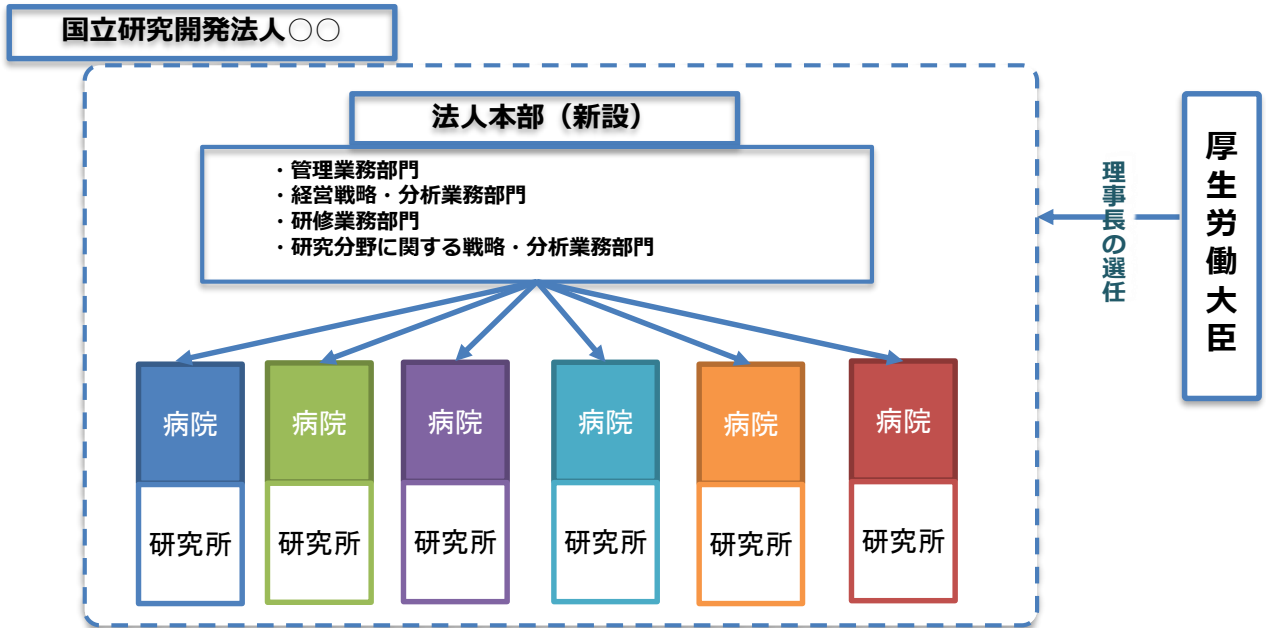 国立研究開発法人○○
法人本部（新設）
・管理業務部門
・経営戦略・分析業務部門
・研修業務部門
・研究分野に関する戦略・分析業務部門
理事長の選任
厚生労働大臣
病院
病院
病院
病院
病院
病院
研究所
研究所
研究所
研究所
研究所
研究所